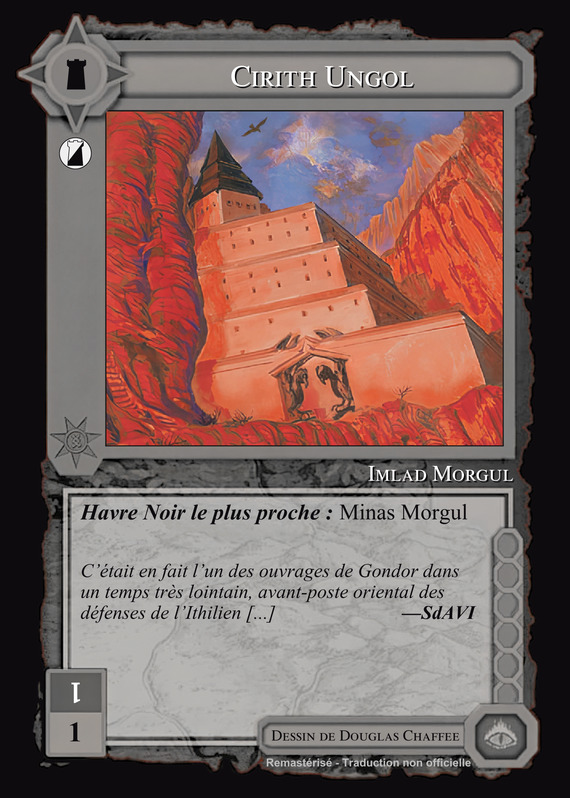 Cirith Ungol
Imlad Morgul
Havre Noir le plus proche : Minas Morgul
C'était en fait l'un des ouvrages de Gondor dans
un temps très lointain, avant-poste oriental des
défenses de l'Ithilien [...] —SdAVI
1
1
Dessin de Douglas Chaffee
Remastérisé - Traduction non officielle